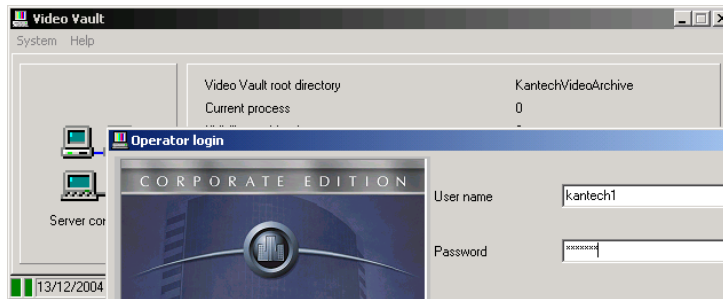 Video Vault
System Help
Video Vault root directory KantechVideoArchive
Current process 0
Operator login
CORPORATE EDITION
User name kantech1
Server cor
Password *******
13/12/2004